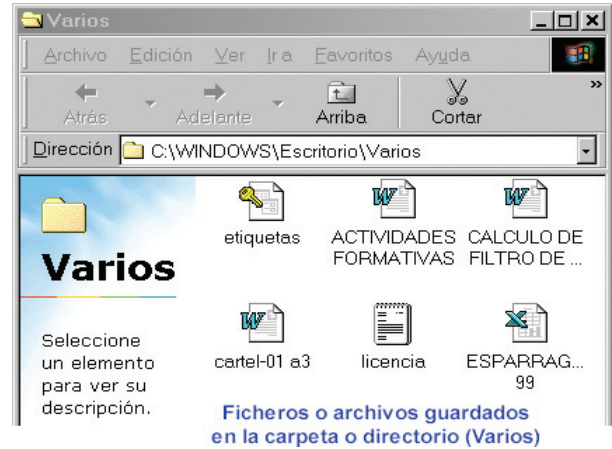 Varios
Archivo Edición Ver Ir a Favoritos Ayuda
Atrás Adelante Arriba Cortar »
Dirección C:\WINDOWS\Escritorio\Varios
Varios
Seleccione
un elemento
para ver su
descripción.
etiquetas ACTIVIDADES CALCULO DE
FORMATIVAS FILTRO DE ...
cartel-01 a3 licencia ESPARRAG...
99
Ficheros o archivos guardados
en la carpeta o directorio (Varios)